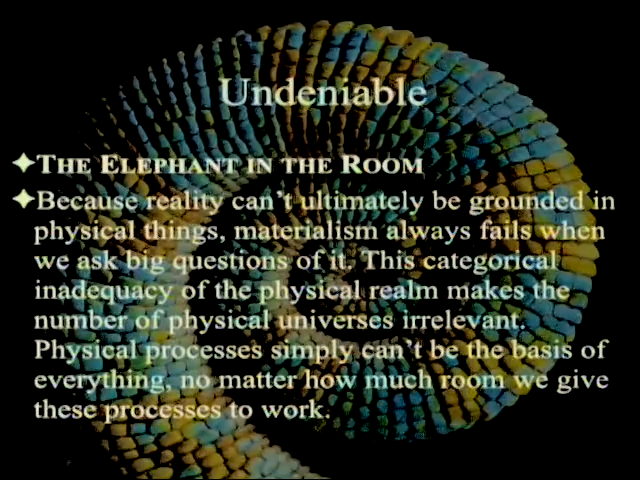 Undeniable
THE ELEPHANT IN THE ROOM
Because reality can't ultimately be grounded in
physical things, materialism always fails when
we ask big questions of it. This categorical
inadequacy of the physical realm makes the
number of physical universes irrelevant.
Physical processes simply can't be the basis of
everything, no matter how much room we give
these processes to work.